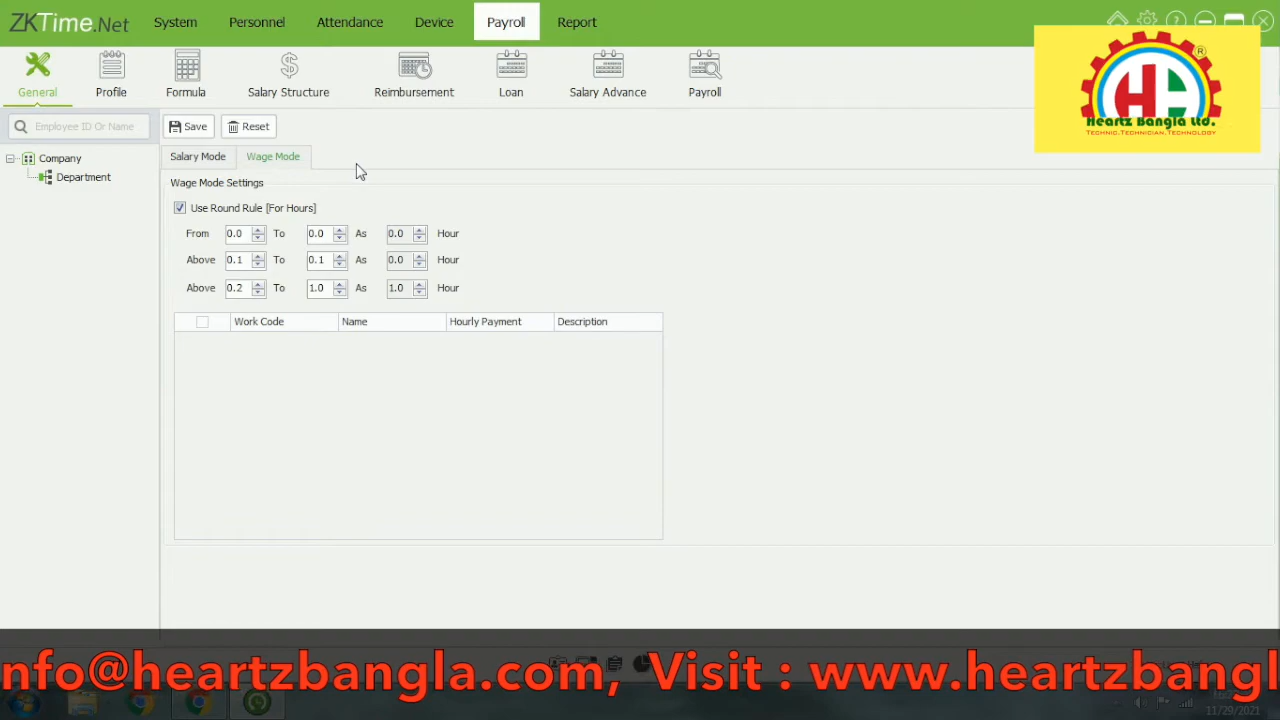 ZKTime.Net System Personnel Attendance Device Payroll Report
General Profile Formula Salary Structure Reimbursement Loan Salary Advance Payroll
Heartz Bangla Ltd.
TECHNIC.TECHNICIAN.TECHNOLOGY
Employee ID Or Name
Save Reset
Company
Department
Salary Mode Wage Mode
Wage Mode Settings
Use Round Rule [For Hours]
From 0.0 To 0.0 As 0.0 Hour
Above 0.1 To 0.1 As 0.0 Hour
Above 0.2 To 1.0 As 1.0 Hour
Work Code Name Hourly Payment Description
nfo@heartzbangla.com, Visit : www.heartzbangl
11/29/2021